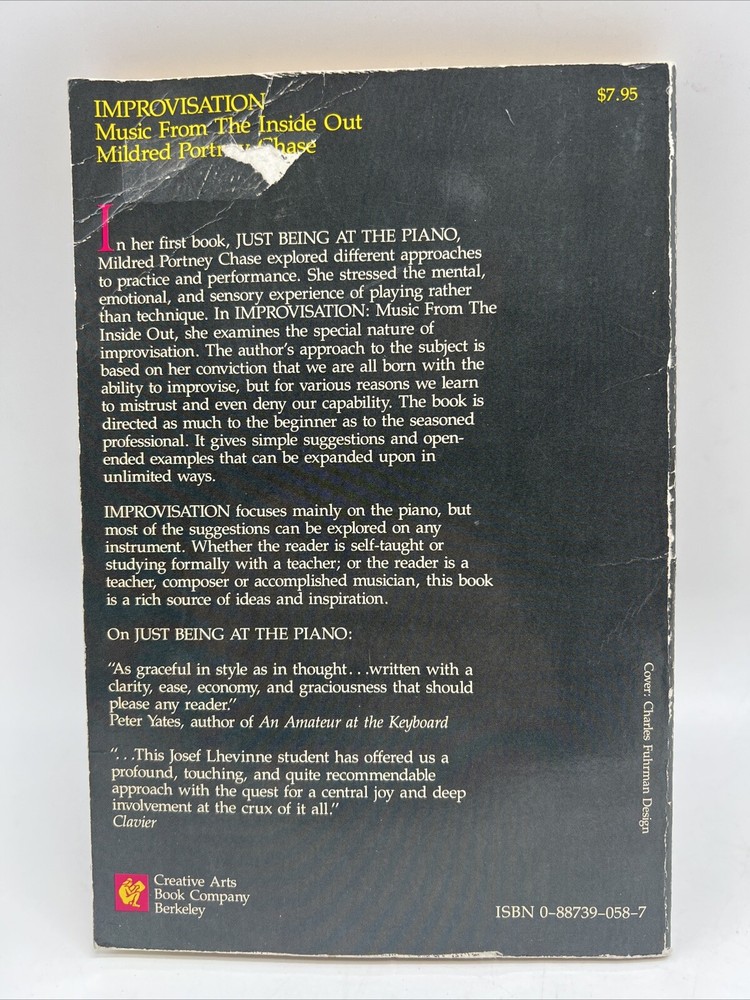 IMPROVISATION
Music From The Inside Out
Mildred Chase
$7.95
In her first book, JUST BEING AT THE PIANO,
Mildred Portney Chase explored different approaches
to practice and performance. She stressed the mental,
emotional, and sensory experience of playing rather
than technique. In IMPROVISATION: Music From The
Inside Out, she examines the special nature of
improvisation. The author's approach to the subject is
based on her conviction that we are all born with the
ability to improvise, but for various reasons we learn
to mistrust and even deny our capability. The book is
directed as much to the beginner as to the seasoned
professional. It gives simple suggestions and open-
ended examples that can be expanded upon in
unlimited ways.
IMPROVISATION focuses mainly on the piano, but
most of the suggestions can be explored on any
instrument. Whether the reader is self-taught or
studying formally with a teacher; or the reader is a
teacher, composer or accomplished musician, this book
is a rich source of ideas and inspiration.
On JUST BEING AT THE PIANO:
"As graceful in style as in thought...written with a
clarity, ease, economy, and graciousness that should
please any reader."
Peter Yates, author of An Amateur at the Keyboard
"...This Josef Lhevinne student has offered us a
profound, touching, and quite recommendable
approach with the quest for a central joy and deep
involvement at the crux of it all."
Clavier
Cover: Charles Fuhrman Design
Creative Arts
Book Company
Berkeley
ISBN 0-88739-058-7